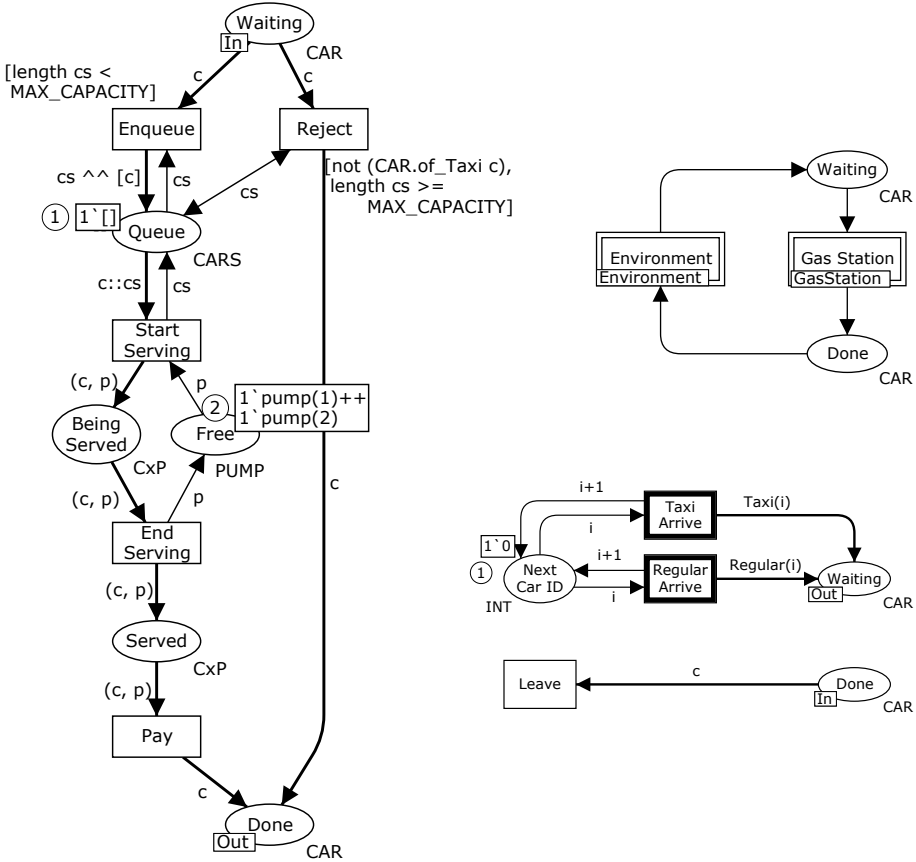 Waiting
In
CAR
[length cs <
MAX_CAPACITY]
c
c
Enqueue
Reject
[not (CAR.of_Taxi c),
length cs >=
MAX_CAPACITY]
cs ^^ [c]
cs
cs
1
1`[]
Queue
CARS
c::cs
cs
Start
Serving
(c, p)
p
2
1`pump(1)++
1`pump(2)
Being
Served
CxP
Free
PUMP
(c, p)
p
c
End
Serving
(c, p)
Served
CxP
(c, p)
Pay
c
Done
Out
CAR
Waiting
CAR
Environment
Environment
Gas Station
GasStation
Done
CAR
i+1
Taxi
Arrive
Taxi(i)
i
1`0
1
Next
Car ID
INT
i+1
i
Regular
Arrive
Regular(i)
Waiting
Out
CAR
Leave
c
Done
In
CAR